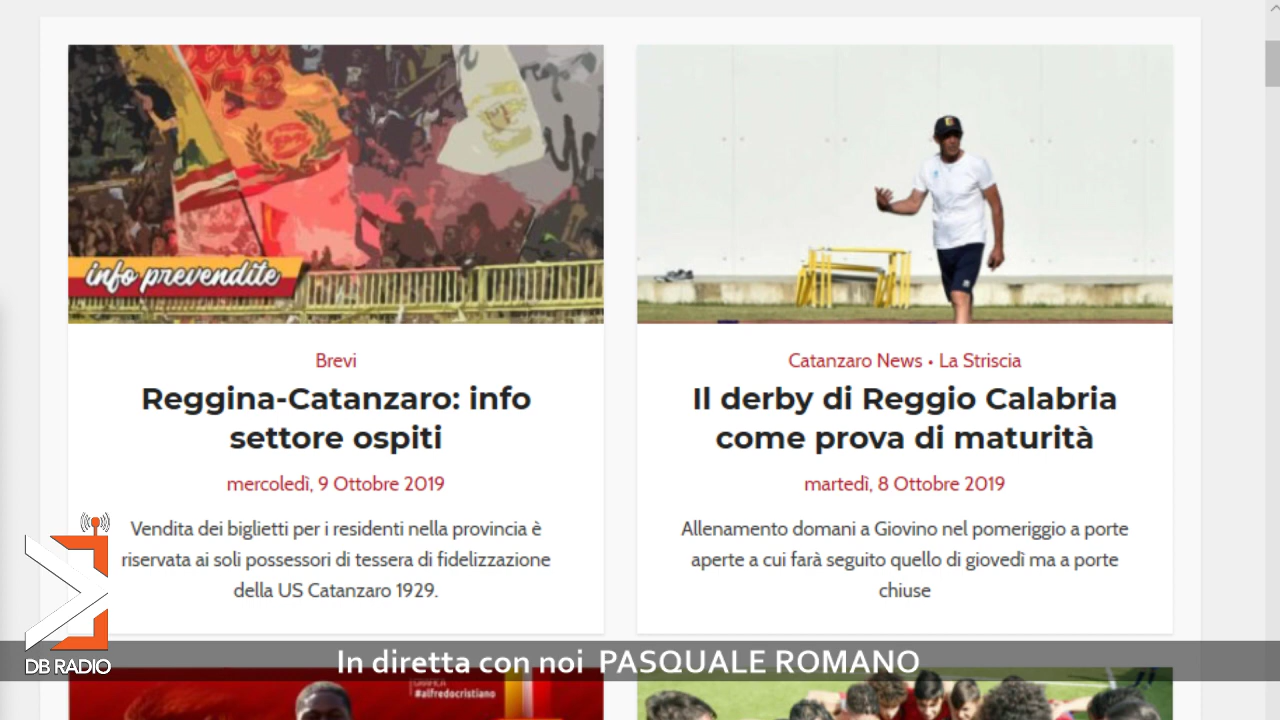 info prevendite
Brevi
Reggina-Catanzaro: info
settore ospiti
mercoledì, 9 Ottobre 2019
Vendita dei biglietti per i residenti nella provincia è
riservata ai soli possessori di tessera di fidelizzazione
della US Catanzaro 1929.
Catanzaro News • La Striscia
Il derby di Reggio Calabria
come prova di maturità
martedì, 8 Ottobre 2019
Allenamento domani a Giovino nel pomeriggio a porte
aperte a cui farà seguito quello di giovedì ma a porte
chiuse
DB RADIO
In diretta con noi PASQUALE ROMANO
#alfredocristiano